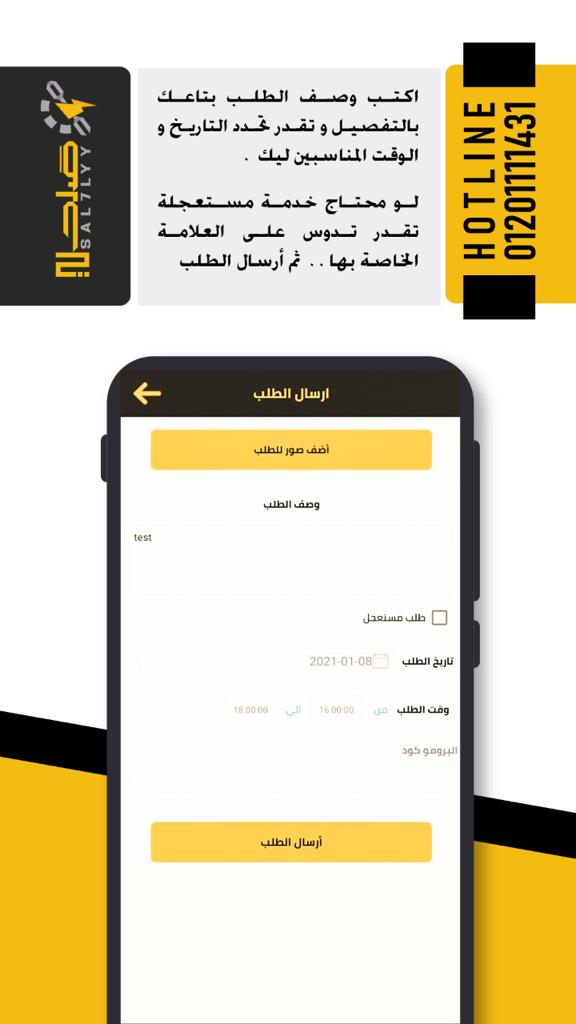 صلحلي
SAL7LYY
اكتب وصف الطلب بتاعك
بالتفصيل و تقدر تحدد التاريخ و
الوقت المناسبين ليك .
لو محتاج خدمة مستعجلة
تقدر تدوس على العلامة
الخاصة بها . . ثم أرسال الطلب
HOTLINE
01201111431
ارسال الطلب
أضف صور للطلب
وصف الطلب
test
طلب مستعجل
تاريخ الطلب 2021-01-08
وقت الطلب من 16:00:00 الي 18:00:00
البرومو كود
أرسال الطلب